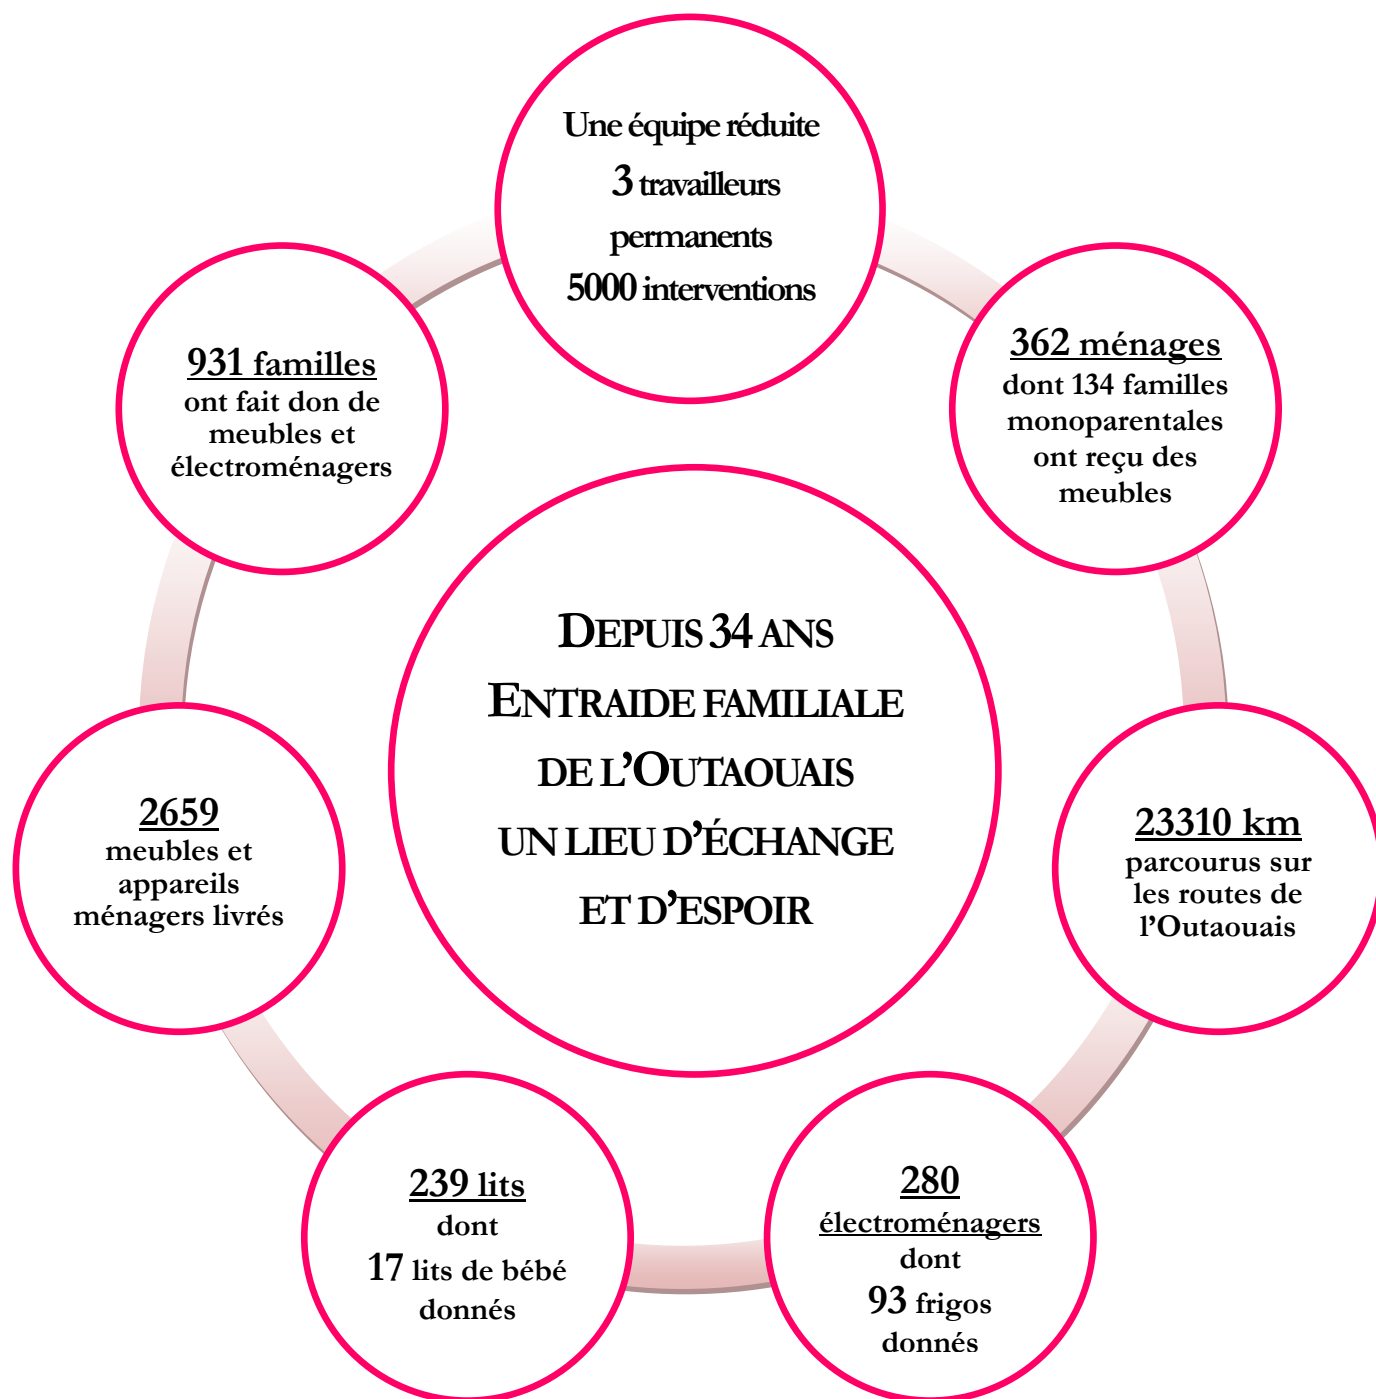 Une équipe réduite
3 travailleurs
permanents
5000 interventions
362 ménages
dont 134 familles
monoparentales
ont reçu des
meubles
23310 km
parcourus sur
les routes de
l’Outaouais
280
électroménagers
dont
93 frigos
donnés
239 lits
dont
17 lits de bébé
donnés
2659
meubles et
appareils
ménagers livrés
931 familles
ont fait don de
meubles et
électroménagers
DEPUIS 34 ANS
ENTRAIDE FAMILIALE
DE L’OUTAOUAIS
UN LIEU D’ÉCHANGE
ET D’ESPOIR